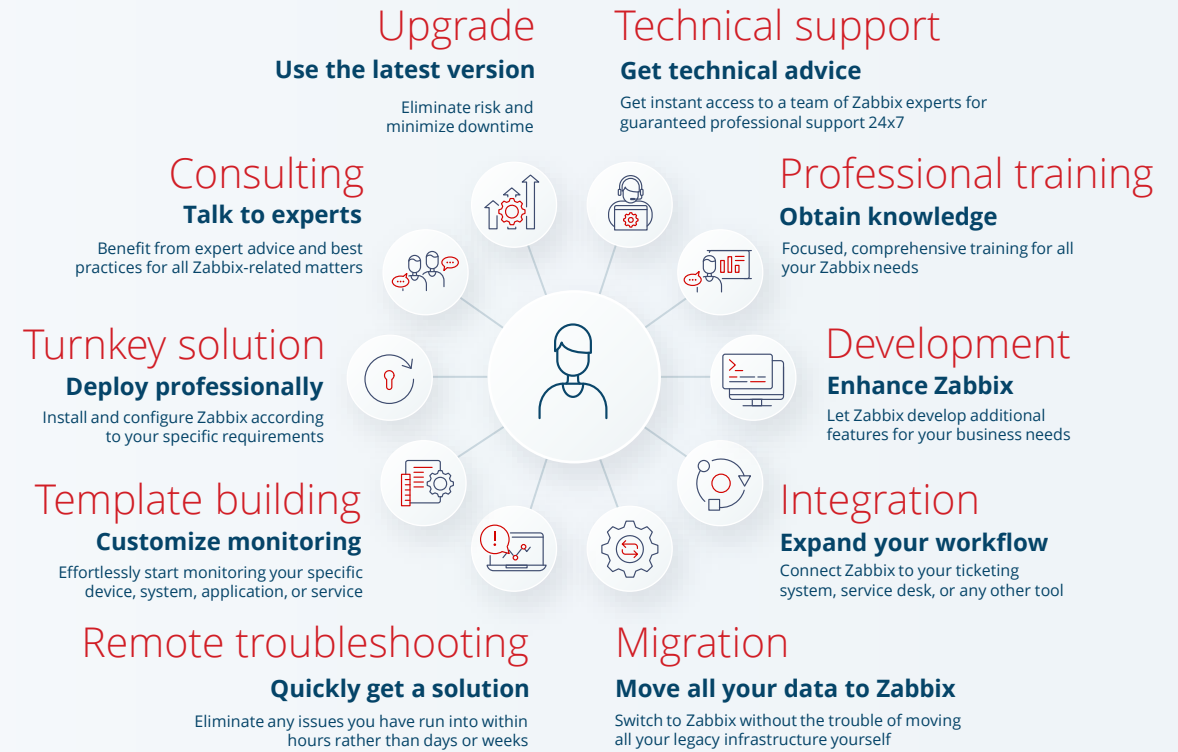 Upgrade
Use the latest version
Eliminate risk and
minimize downtime
Technical support
Get technical advice
Get instant access to a team of Zabbix experts for
guaranteed professional support 24x7
Consulting
Talk to experts
Benefit from expert advice and best
practices for all Zabbix-related matters
Professional training
Obtain knowledge
Focused, comprehensive training for all
your Zabbix needs
Turnkey solution
Deploy professionally
Install and configure Zabbix according
to your specific requirements
Development
Enhance Zabbix
Let Zabbix develop additional
features for your business needs
Template building
Customize monitoring
Effortlessly start monitoring your specific
device, system, application, or service
Integration
Expand your workflow
Connect Zabbix to your ticketing
system, service desk, or any other tool
Remote troubleshooting
Quickly get a solution
Eliminate any issues you have run into within
hours rather than days or weeks
Migration
Move all your data to Zabbix
Switch to Zabbix without the trouble of moving
all your legacy infrastructure yourself